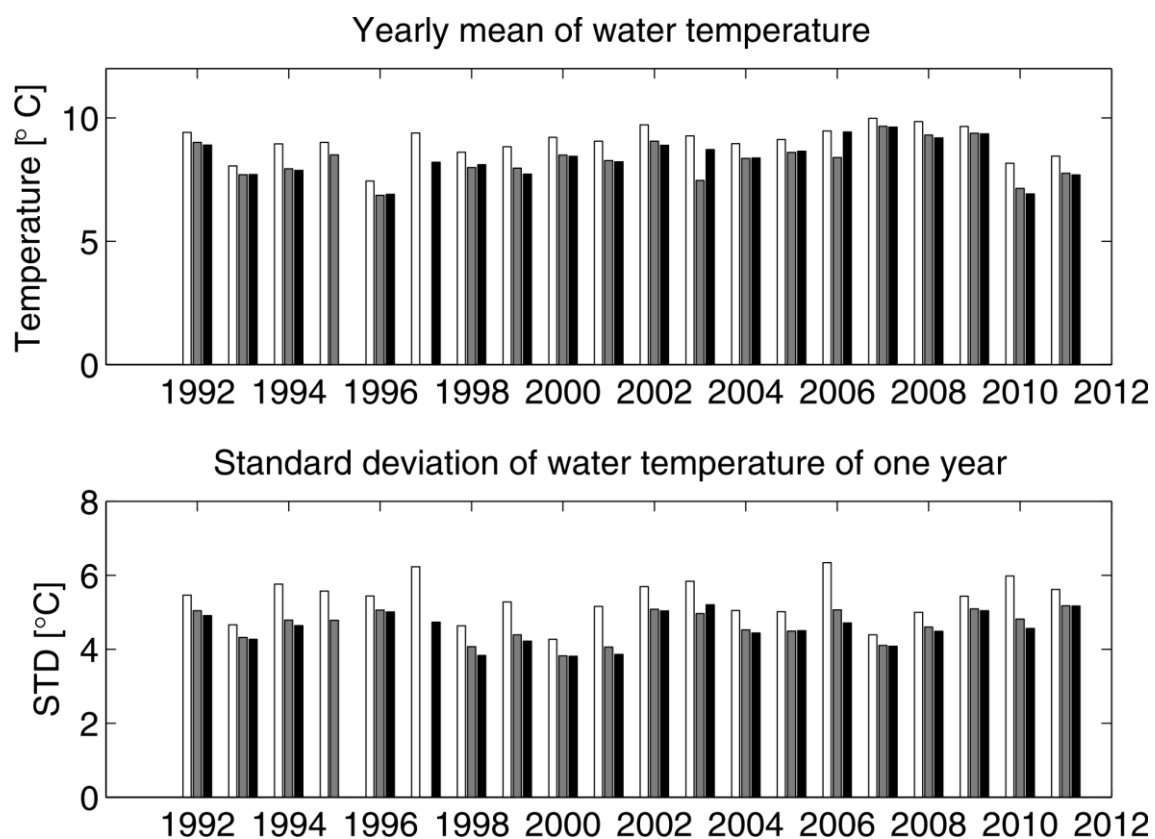 Yearly mean of water temperature
Temperature [° C]
10
5
0
1992 1994 1996 1998 2000 2002 2004 2006 2008 2010 2012
Standard deviation of water temperature of one year
STD [°C]
8
6
4
2
0
1992 1994 1996 1998 2000 2002 2004 2006 2008 2010 2012